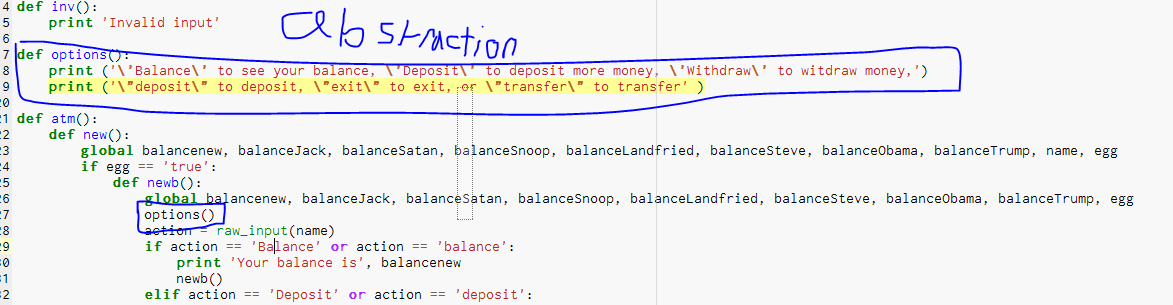 4 def inv():
5 print 'Invalid input'
6
abstraction
7 def options():
8 print ('\'Balance\' to see your balance, \'Deposit\' to deposit more money, \'Withdraw\' to witdraw money,')
9 print ('\"deposit\" to deposit, \"exit\" to exit, or \"transfer\" to transfer' )
20
21 def atm():
22 def new():
23 global balancenew, balanceJack, balanceSatan, balanceSnoop, balanceLandfried, balanceSteve, balanceObama, balanceTrump, name, egg
24 if egg == 'true':
25 def newb():
26 global balancenew, balanceJack, balanceSatan, balanceSnoop, balanceLandfried, balanceSteve, balanceObama, balanceTrump, name, egg
27 options()
28 action = raw_input(name)
29 if action == 'Balance' or action == 'balance':
30 print 'Your balance is', balancenew
31 newb()
32 elif action == 'Deposit' or action == 'deposit':